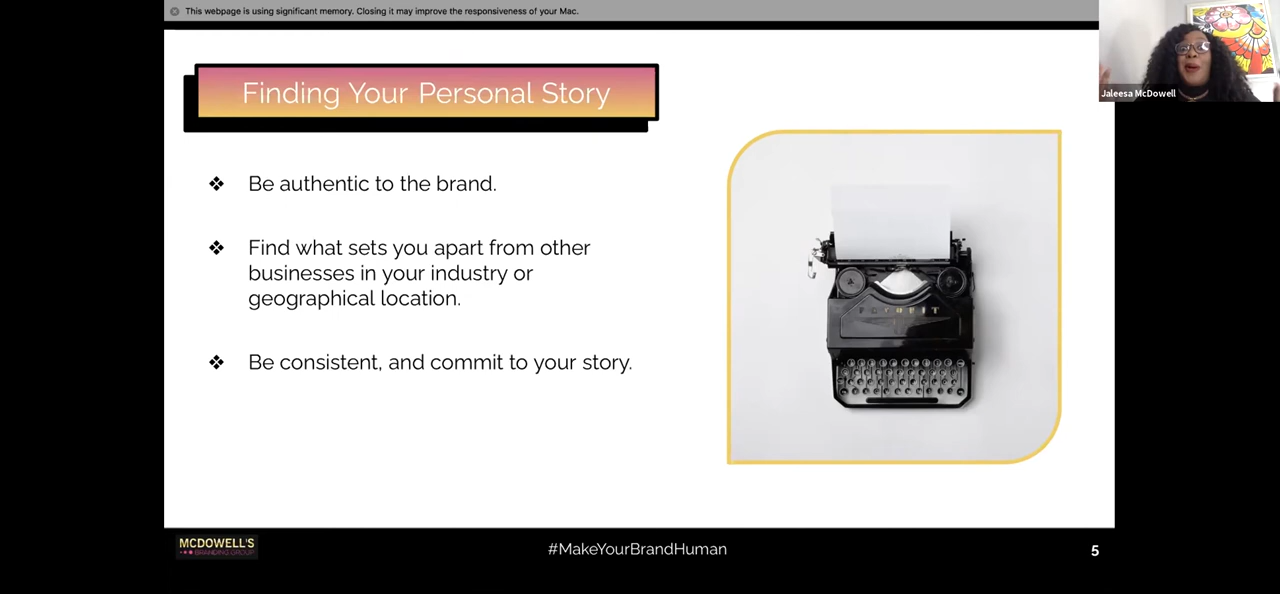 This webpage is using significant memory. Closing it may improve the responsiveness of your Mac.
Jaleesa McDowell
Finding Your Personal Story
❖ Be authentic to the brand.
❖ Find what sets you apart from other
businesses in your industry or
geographical location.
❖ Be consistent, and commit to your story.
MCDOWELL'S
BRANDING GROUP
#MakeYourBrandHuman
5